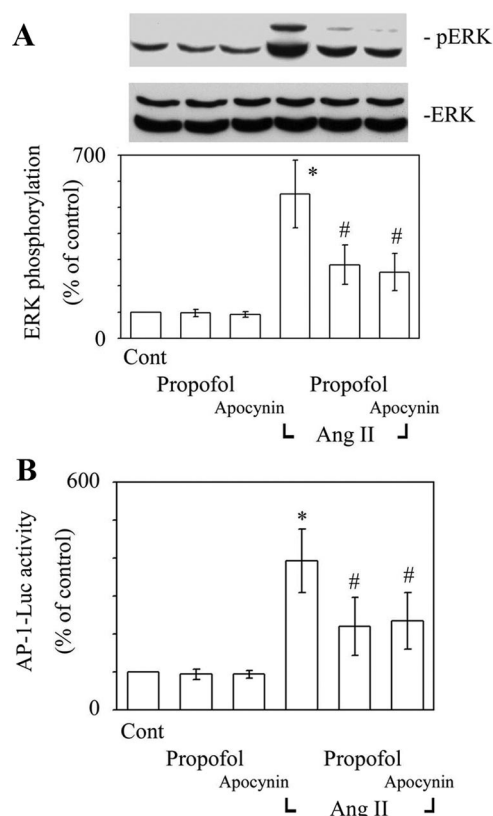 A
- pERK
-ERK
ERK phosphorylation
(% of control)
700
*
#
#
0
Cont
Propofol Propofol
Apocynin Apocynin
Ang II
B
AP-1-Luc activity
(% of control)
600
*
#
#
0
Cont
Propofol Propofol
Apocynin Apocynin
Ang II